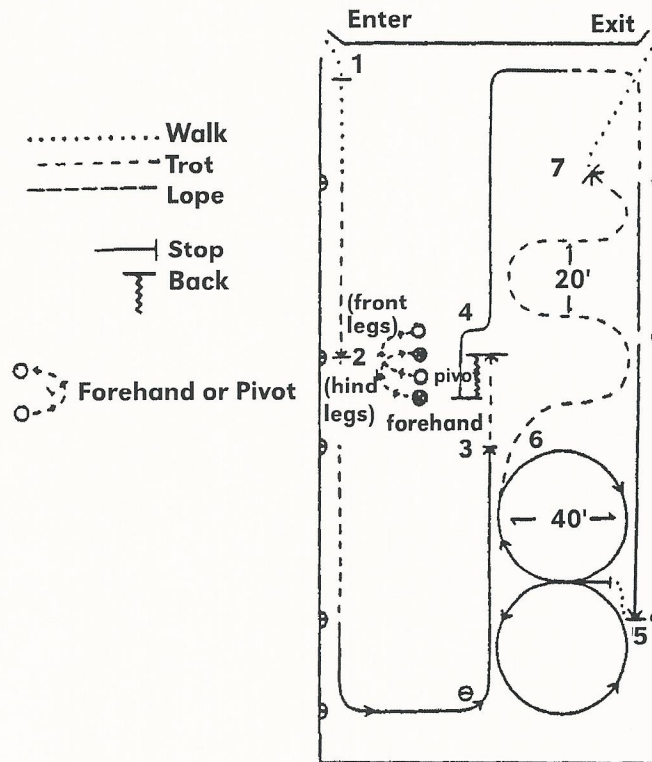 Enter
Exit
1
Walk
Trot
Lope
7
Stop
Back
20'
(front
legs)
4
2
pivot
(hind
legs)
Forehand or Pivot
forehand
3
6
40'
5